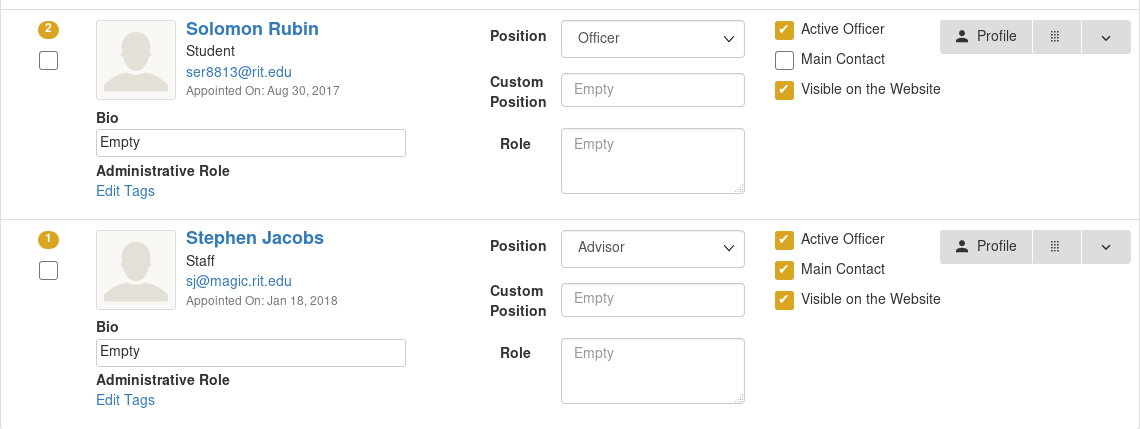 2
Solomon Rubin
Student
ser8813@rit.edu
Appointed On: Aug 30, 2017
Bio
Empty
Administrative Role
Edit Tags
Position
Officer
Custom
Position
Empty
Role
Empty
Active Officer
Main Contact
Visible on the Website
Profile
1
Stephen Jacobs
Staff
sj@magic.rit.edu
Appointed On: Jan 18, 2018
Bio
Empty
Administrative Role
Edit Tags
Position
Advisor
Custom
Position
Empty
Role
Empty
Active Officer
Main Contact
Visible on the Website
Profile